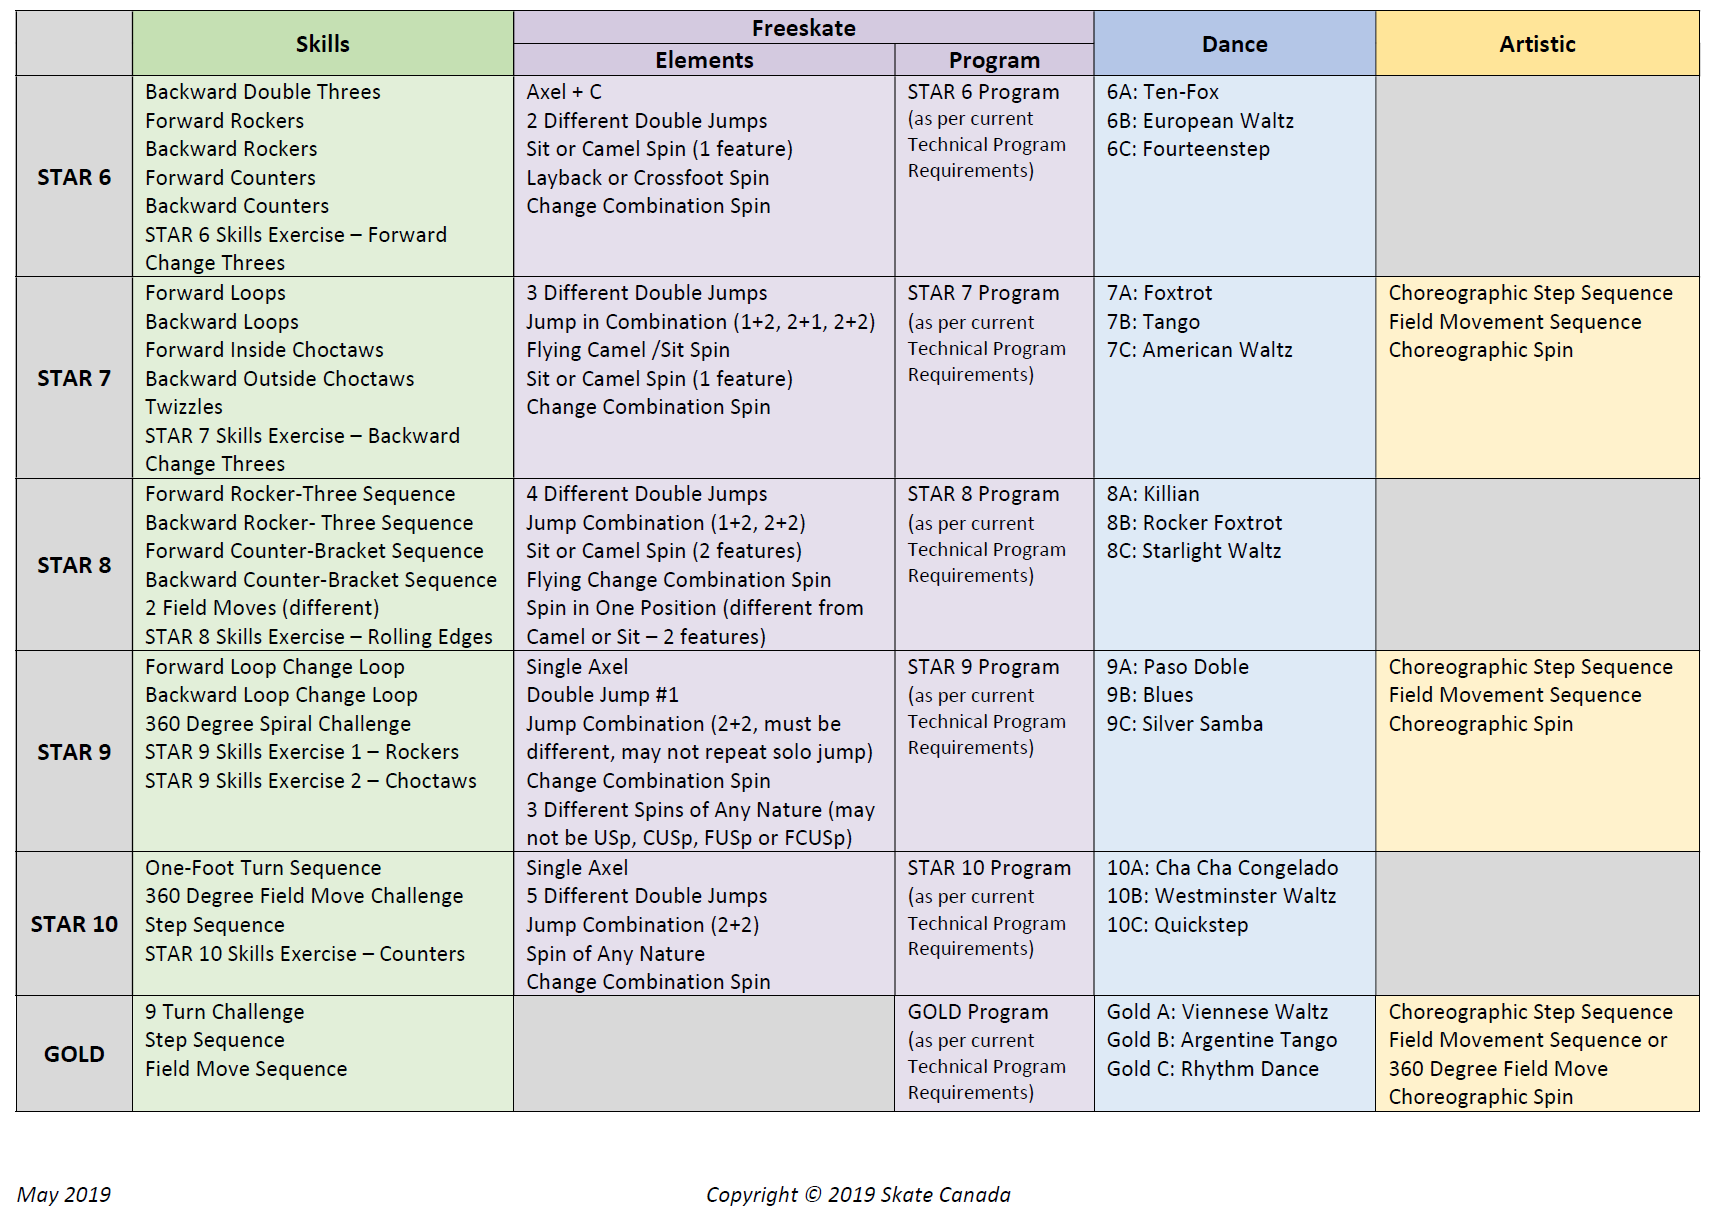 Skills
Freeskate
Elements
Program
Dance
Artistic
STAR 6
Backward Double Threes
Forward Rockers
Backward Rockers
Forward Counters
Backward Counters
STAR 6 Skills Exercise – Forward
Change Threes
Axel + C
2 Different Double Jumps
Sit or Camel Spin (1 feature)
Layback or Crossfoot Spin
Change Combination Spin
STAR 6 Program
(as per current
Technical Program
Requirements)
6A: Ten-Fox
6B: European Waltz
6C: Fourteenstep
STAR 7
Forward Loops
Backward Loops
Forward Inside Choctaws
Backward Outside Choctaws
Twizzles
STAR 7 Skills Exercise – Backward
Change Threes
3 Different Double Jumps
Jump in Combination (1+2, 2+1, 2+2)
Flying Camel /Sit Spin
Sit or Camel Spin (1 feature)
Change Combination Spin
STAR 7 Program
(as per current
Technical Program
Requirements)
7A: Foxtrot
7B: Tango
7C: American Waltz
Choreographic Step Sequence
Field Movement Sequence
Choreographic Spin
STAR 8
Forward Rocker-Three Sequence
Backward Rocker- Three Sequence
Forward Counter-Bracket Sequence
Backward Counter-Bracket Sequence
2 Field Moves (different)
STAR 8 Skills Exercise – Rolling Edges
4 Different Double Jumps
Jump Combination (1+2, 2+2)
Sit or Camel Spin (2 features)
Flying Change Combination Spin
Spin in One Position (different from
Camel or Sit – 2 features)
STAR 8 Program
(as per current
Technical Program
Requirements)
8A: Killian
8B: Rocker Foxtrot
8C: Starlight Waltz
STAR 9
Forward Loop Change Loop
Backward Loop Change Loop
360 Degree Spiral Challenge
STAR 9 Skills Exercise 1 – Rockers
STAR 9 Skills Exercise 2 – Choctaws
Single Axel
Double Jump #1
Jump Combination (2+2, must be
different, may not repeat solo jump)
Change Combination Spin
3 Different Spins of Any Nature (may
not be USp, CUSp, FUSp or FCUSp)
STAR 9 Program
(as per current
Technical Program
Requirements)
9A: Paso Doble
9B: Blues
9C: Silver Samba
Choreographic Step Sequence
Field Movement Sequence
Choreographic Spin
STAR 10
One-Foot Turn Sequence
360 Degree Field Move Challenge
Step Sequence
STAR 10 Skills Exercise – Counters
Single Axel
5 Different Double Jumps
Jump Combination (2+2)
Spin of Any Nature
Change Combination Spin
STAR 10 Program
(as per current
Technical Program
Requirements)
10A: Cha Cha Congelado
10B: Westminster Waltz
10C: Quickstep
GOLD
9 Turn Challenge
Step Sequence
Field Move Sequence
GOLD Program
(as per current
Technical Program
Requirements)
Gold A: Viennese Waltz
Gold B: Argentine Tango
Gold C: Rhythm Dance
Choreographic Step Sequence
Field Movement Sequence or
360 Degree Field Move
Choreographic Spin
May 2019
Copyright © 2019 Skate Canada